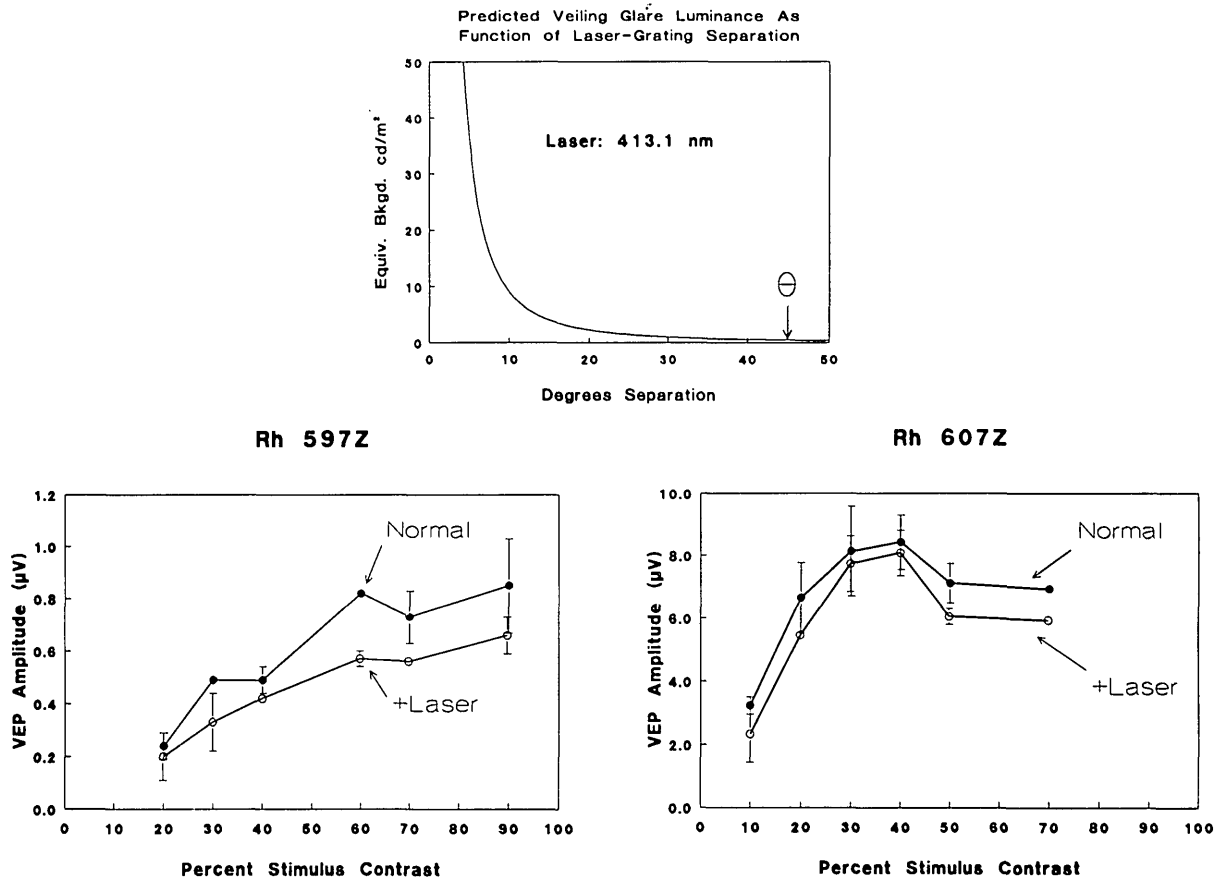 Predicted Veiling Glare Luminance As
Function of Laser-Grating Separation
50
40
30
20
10
0
Equiv. Bkgd. cd/m²
Laser: 413.1 nm
0 10 20 30 40 50
Degrees Separation
Rh 597Z
1.2
1.0
0.8
0.6
0.4
0.2
0.0
VEP Amplitude (µV)
Normal
+Laser
0 10 20 30 40 50 60 70 80 90 100
Percent Stimulus Contrast
Rh 607Z
10.0
8.0
6.0
4.0
2.0
0.0
VEP Amplitude (µV)
Normal
+Laser
0 10 20 30 40 50 60 70 80 90 100
Percent Stimulus Contrast